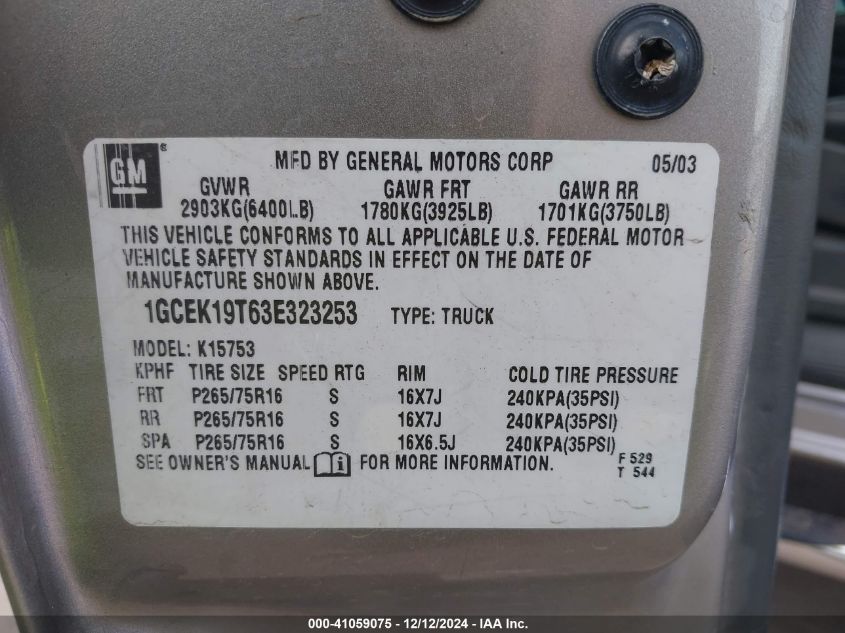 GM ® MFD BY GENERAL MOTORS CORP 05/03
GVWR GAWR FRT GAWR RR
2903KG(6400LB) 1780KG(3925LB) 1701KG(3750LB)
THIS VEHICLE CONFORMS TO ALL APPLICABLE U.S. FEDERAL MOTOR
VEHICLE SAFETY STANDARDS IN EFFECT ON THE DATE OF
MANUFACTURE SHOWN ABOVE.
1GCEK19T63E323253 TYPE: TRUCK
MODEL: K15753
KPHF TIRE SIZE SPEED RTG RIM COLD TIRE PRESSURE
FRT P265/75R16 S 16X7J 240KPA(35PSI)
RR P265/75R16 S 16X7J 240KPA(35PSI)
SPA P265/75R16 S 16X6.5J 240KPA(35PSI)
SEE OWNER'S MANUAL i FOR MORE INFORMATION. F 529
T 544
000-41059075 - 12/12/2024 - IAA Inc.